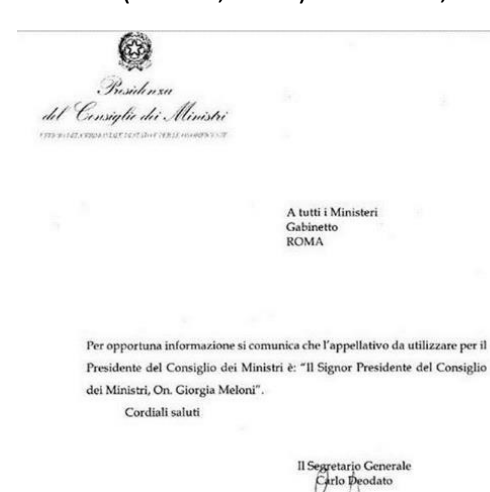 Presidenza
del Consiglio dei Ministri
A tutti i Ministeri
Gabinetto
ROMA
Per opportuna informazione si comunica che l'appellativo da utilizzare per il
Presidente del Consiglio dei Ministri è: "Il Signor Presidente del Consiglio
dei Ministri, On. Giorgia Meloni".
Cordiali saluti
Il Segretario Generale
Carlo Deodato